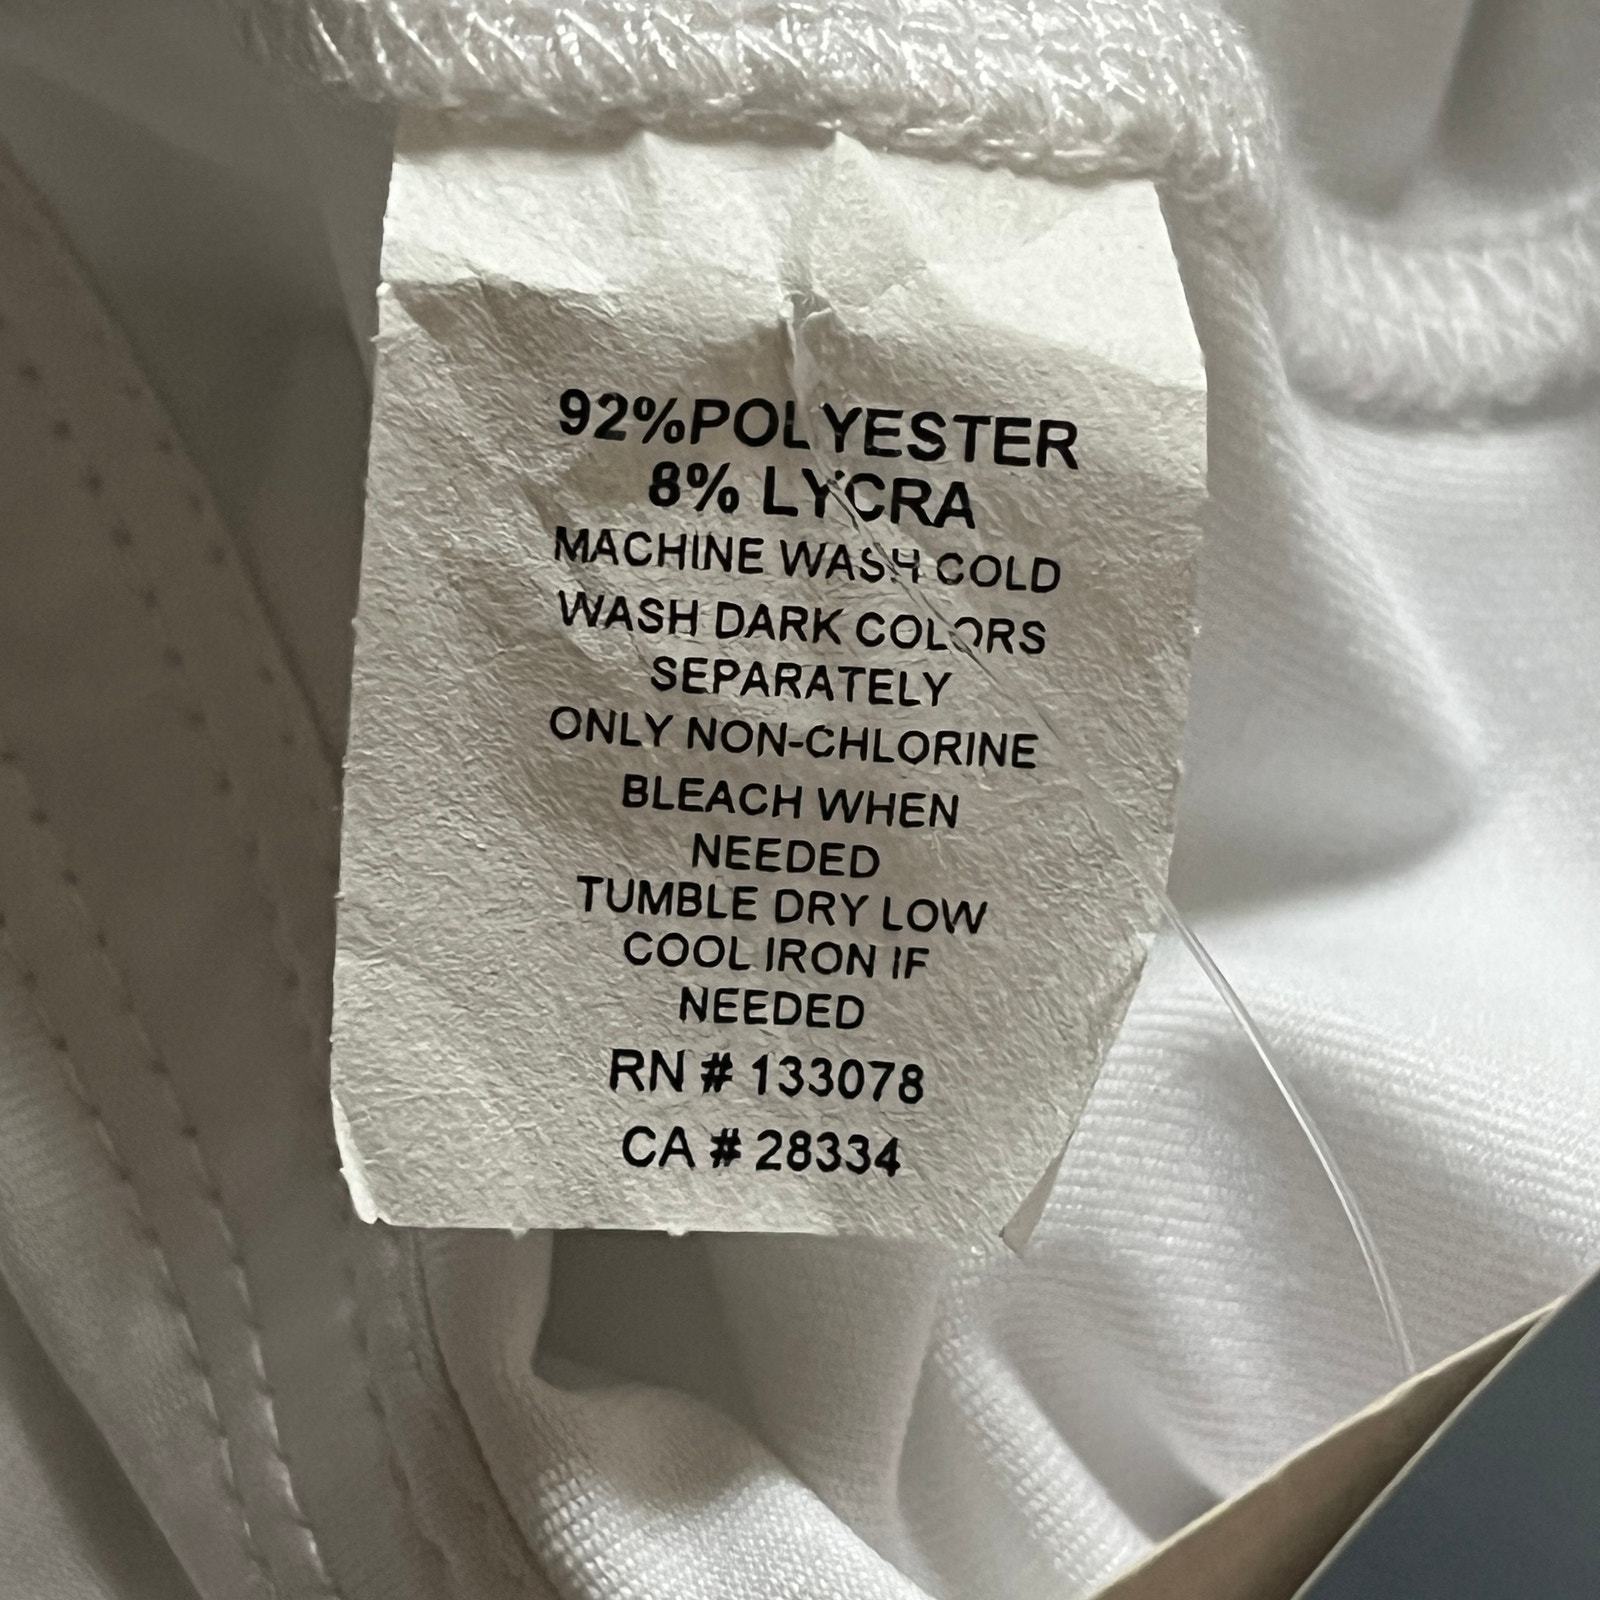 92%POLYESTER
8% LYCRA
MACHINE WASH COLD
WASH DARK COLORS
SEPARATELY
ONLY NON-CHLORINE
BLEACH WHEN
NEEDED
TUMBLE DRY LOW
COOL IRON IF
NEEDED
RN # 133078
CA # 28334